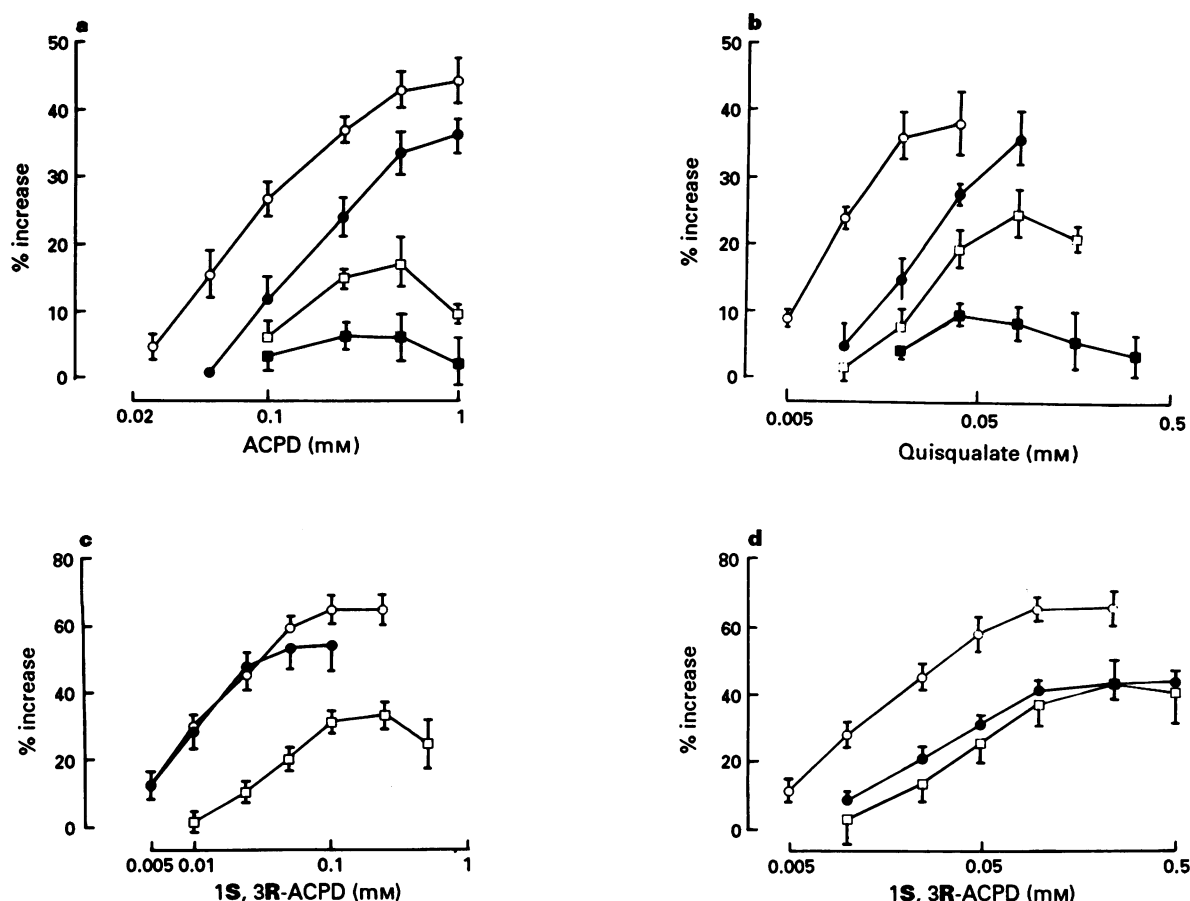 a
50
40
30
20
10
0
% increase
0.02 0.1 1
ACPD (mM)
b
50
40
30
20
10
0
% increase
0.005 0.05 0.5
Quisqualate (mM)
c
80
60
40
20
0
% increase
0.005 0.01 0.1 1
1S, 3R-ACPD (mM)
d
80
60
40
20
0
% increase
0.005 0.05 0.5
1S, 3R-ACPD (mM)